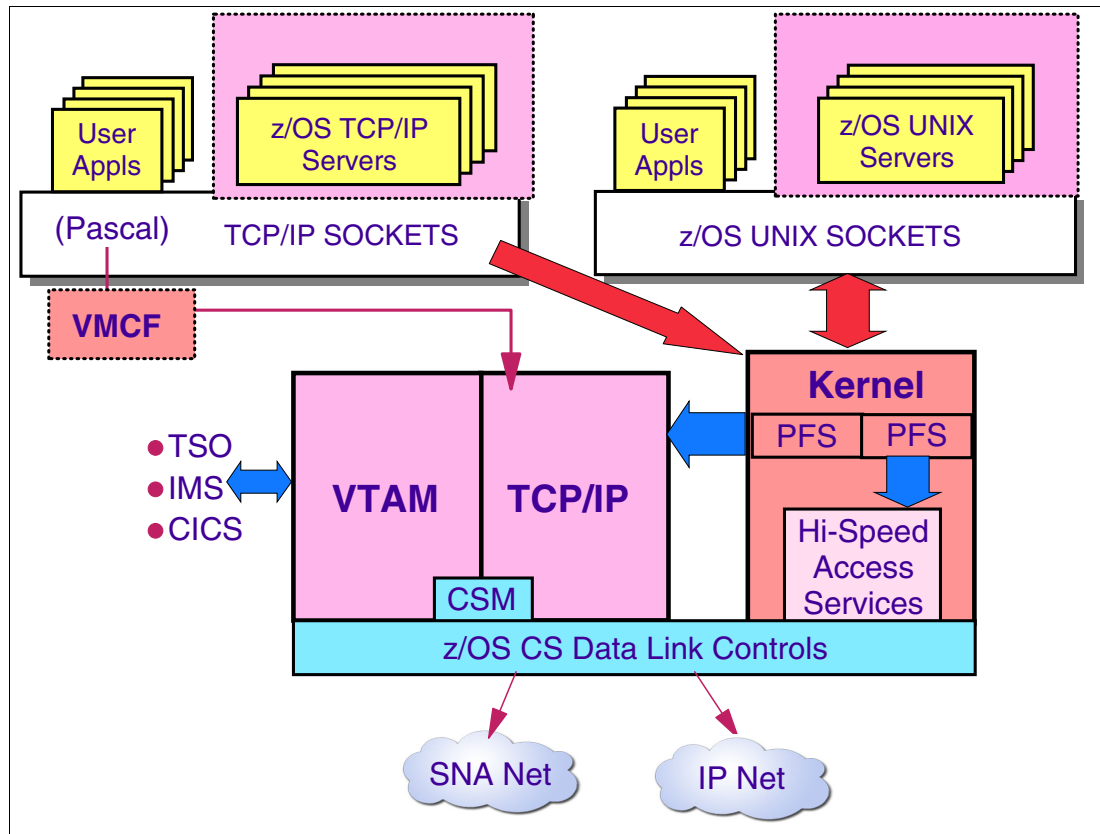 User
Appls
z/OS TCP/IP
Servers
User
Appls
z/OS UNIX
Servers
(Pascal)
TCP/IP SOCKETS
z/OS UNIX SOCKETS
VMCF
Kernel
PFS
PFS
TSO
IMS
CICS
VTAM
TCP/IP
Hi-Speed
Access
Services
CSM
z/OS CS Data Link Controls
SNA Net
IP Net